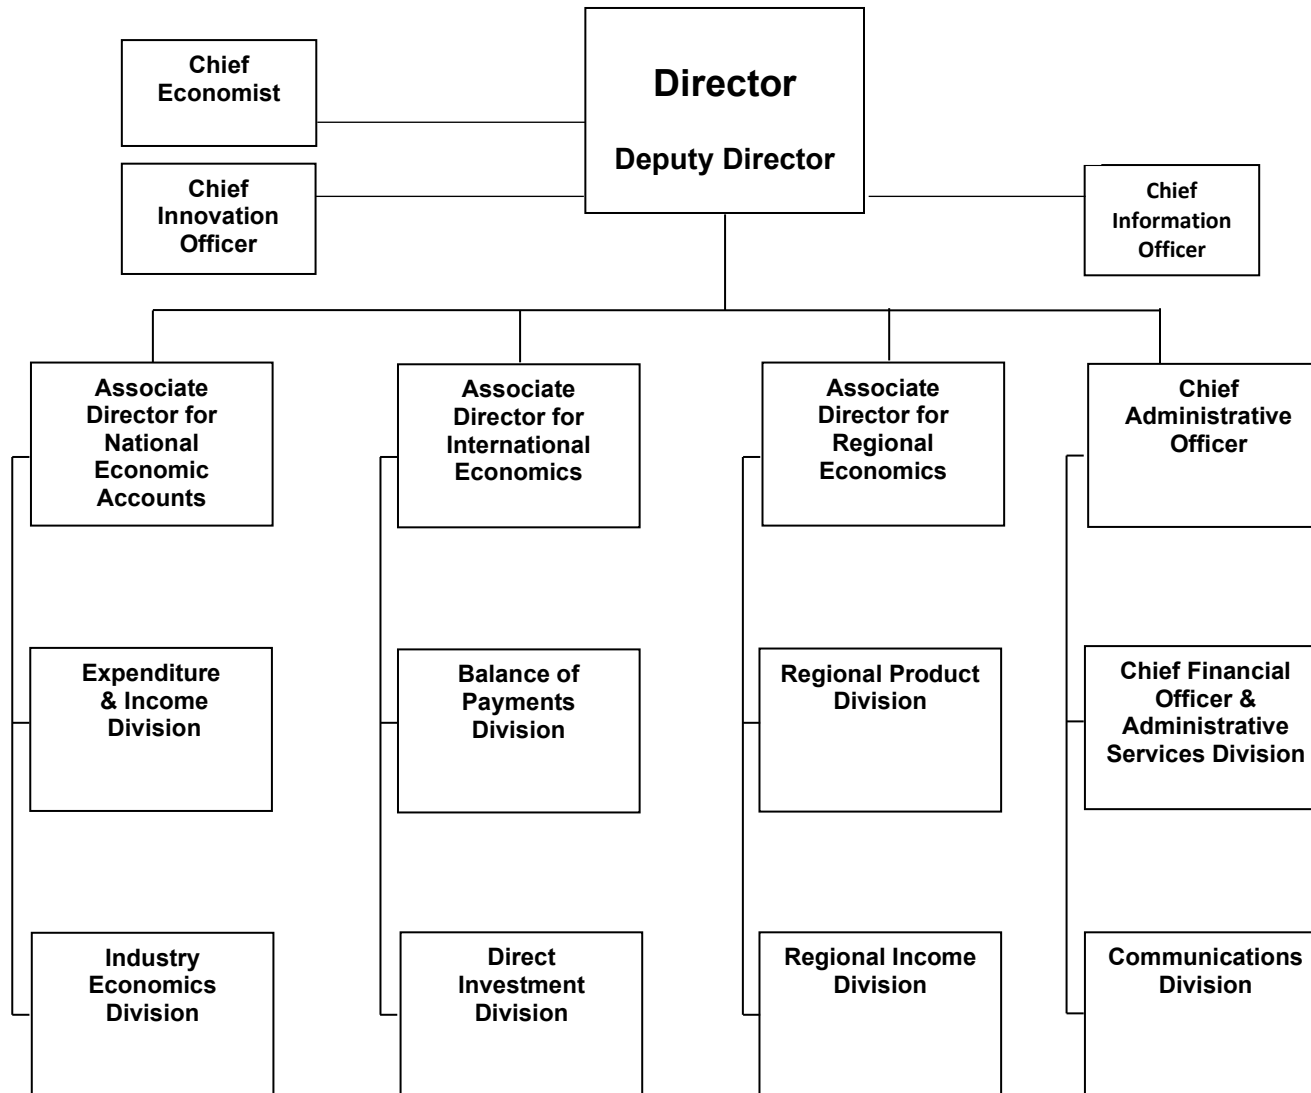 Chief
Economist
Director
Deputy Director
Chief
Innovation
Officer
Chief
Information
Officer
Associate
Director for
National
Economic
Accounts
Associate
Director for
International
Economics
Associate
Director for
Regional
Economics
Chief
Administrative
Officer
Expenditure
& Income
Division
Balance of
Payments
Division
Regional Product
Division
Chief Financial
Officer &
Administrative
Services Division
Industry
Economics
Division
Direct
Investment
Division
Regional Income
Division
Communications
Division